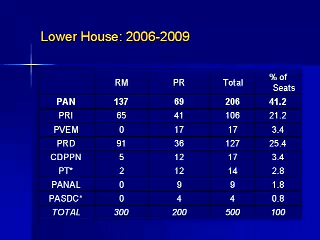 Lower House: 2006-2009
RM PR Total % of Seats
PAN 137 69 206 41.2
PRI 65 41 106 21.2
PVEM 0 17 17 3.4
PRD 91 36 127 25.4
CDPPN 5 12 17 3.4
PT* 2 12 14 2.8
PANAL 0 9 9 1.8
PASDC* 0 4 4 0.8
TOTAL 300 200 500 100